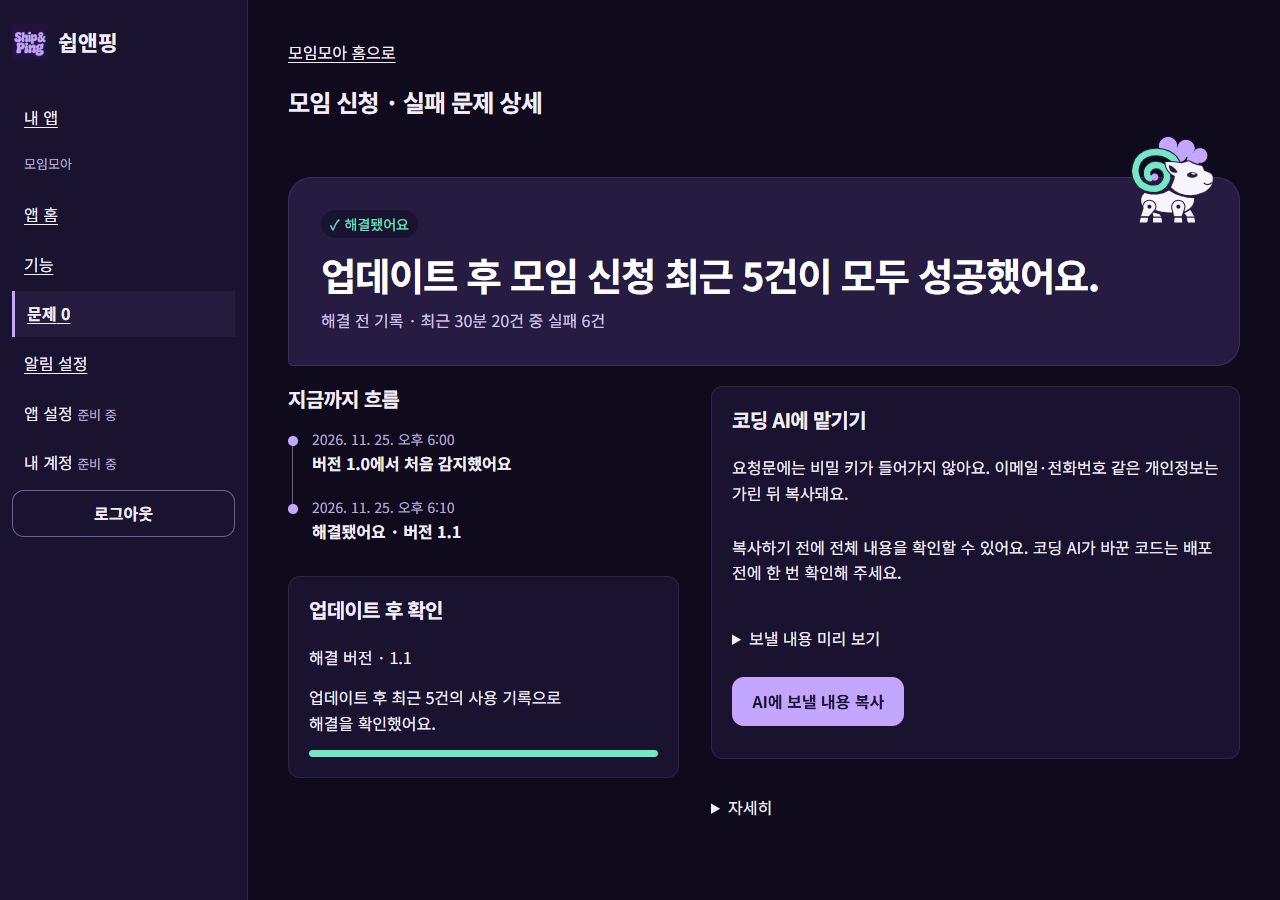 Ship&
Ping
쉽앤핑
내 앱
모임모아
앱 홈
기능
문제 0
알림 설정
앱 설정 준비 중
내 계정 준비 중
로그아웃
모임모아 홈으로
모임 신청 · 실패 문제 상세
✓ 해결됐어요
업데이트 후 모임 신청 최근 5건이 모두 성공했어요.
해결 전 기록 · 최근 30분 20건 중 실패 6건
지금까지 흐름
2026. 11. 25. 오후 6:00
버전 1.0에서 처음 감지했어요
2026. 11. 25. 오후 6:10
해결됐어요 · 버전 1.1
업데이트 후 확인
해결 버전 · 1.1
업데이트 후 최근 5건의 사용 기록으로
해결을 확인했어요.
코딩 AI에 맡기기
요청문에는 비밀 키가 들어가지 않아요. 이메일·전화번호 같은 개인정보는
가린 뒤 복사돼요.
복사하기 전에 전체 내용을 확인할 수 있어요. 코딩 AI가 바꾼 코드는 배포
전에 한 번 확인해 주세요.
▶ 보낼 내용 미리 보기
AI에 보낼 내용 복사
▶ 자세히